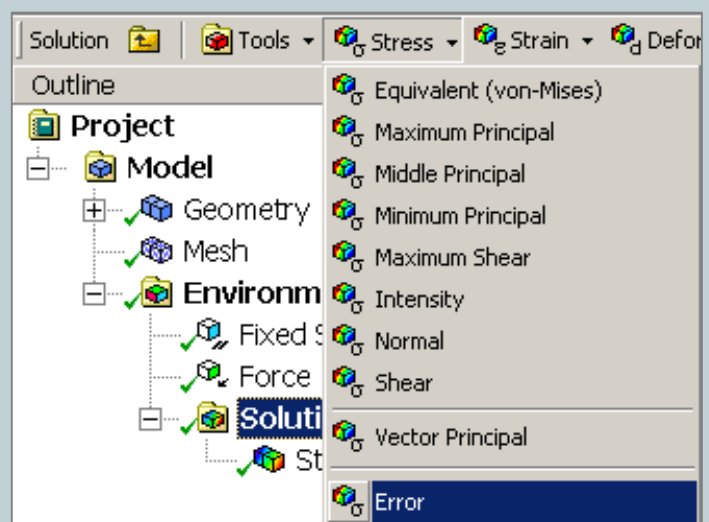 Solution Tools Stress Strain Defor
Outline
Project
Model
Geometry
Mesh
Environm
Fixed S
Force
Soluti
St
Equivalent (von-Mises)
Maximum Principal
Middle Principal
Minimum Principal
Maximum Shear
Intensity
Normal
Shear
Vector Principal
Error